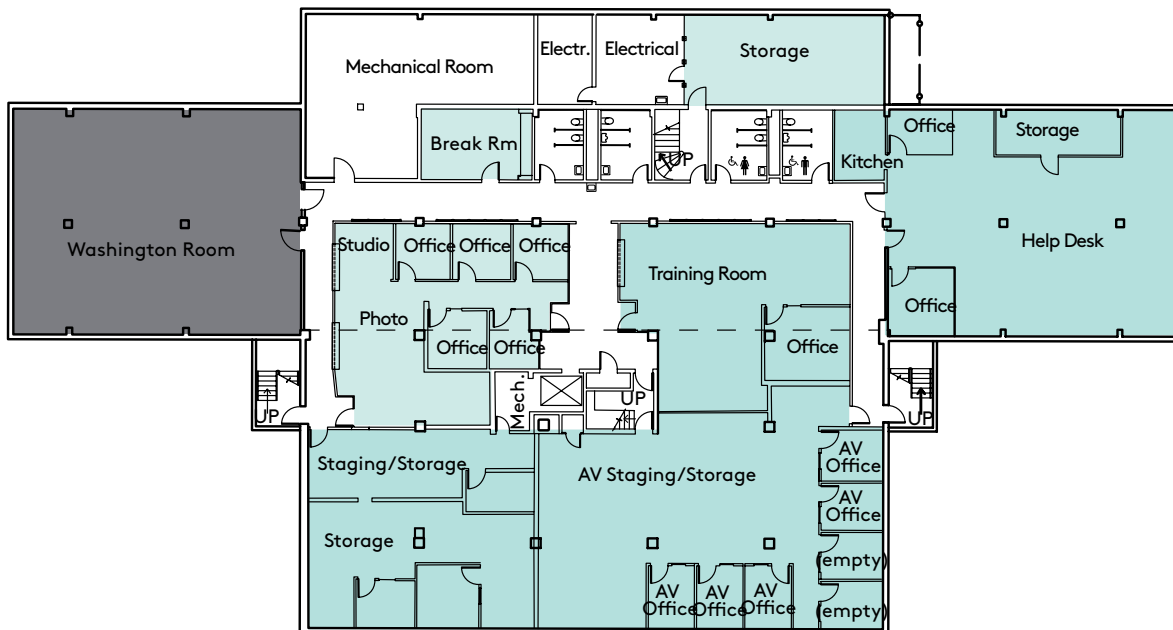 Electr.
Electrical
Storage
Mechanical Room
Break Rm
UP
Kitchen
Office
Storage
Washington Room
Studio
Office
Office
Office
Training Room
Help Desk
Photo
Office
Office
Office
Office
Mech.
UP
UP
UP
Staging/Storage
AV Staging/Storage
AV
Office
AV
Office
Storage
(empty)
AV
Office
AV
Office
AV
Office
(empty)